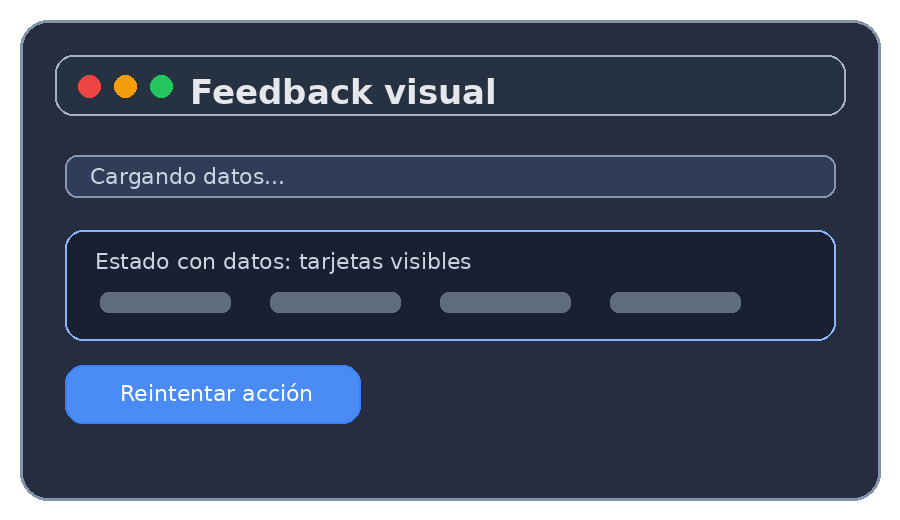 Feedback visual
Cargando datos...
Estado con datos: tarjetas visibles
Reintentar acción